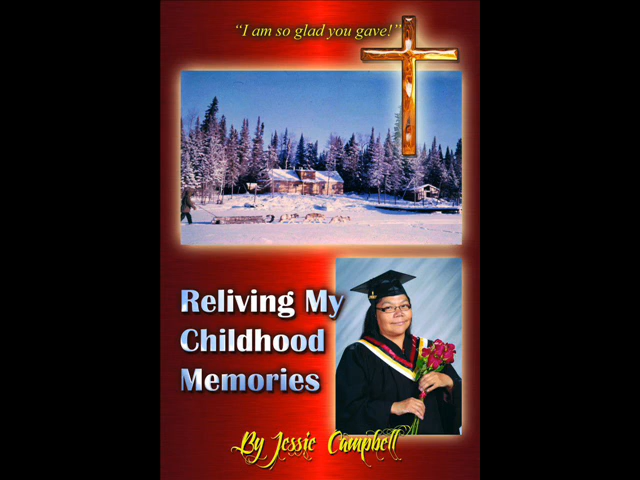 “I am so glad you gave!”
Reliving My
Childhood
Memories
By Jessie Campbell